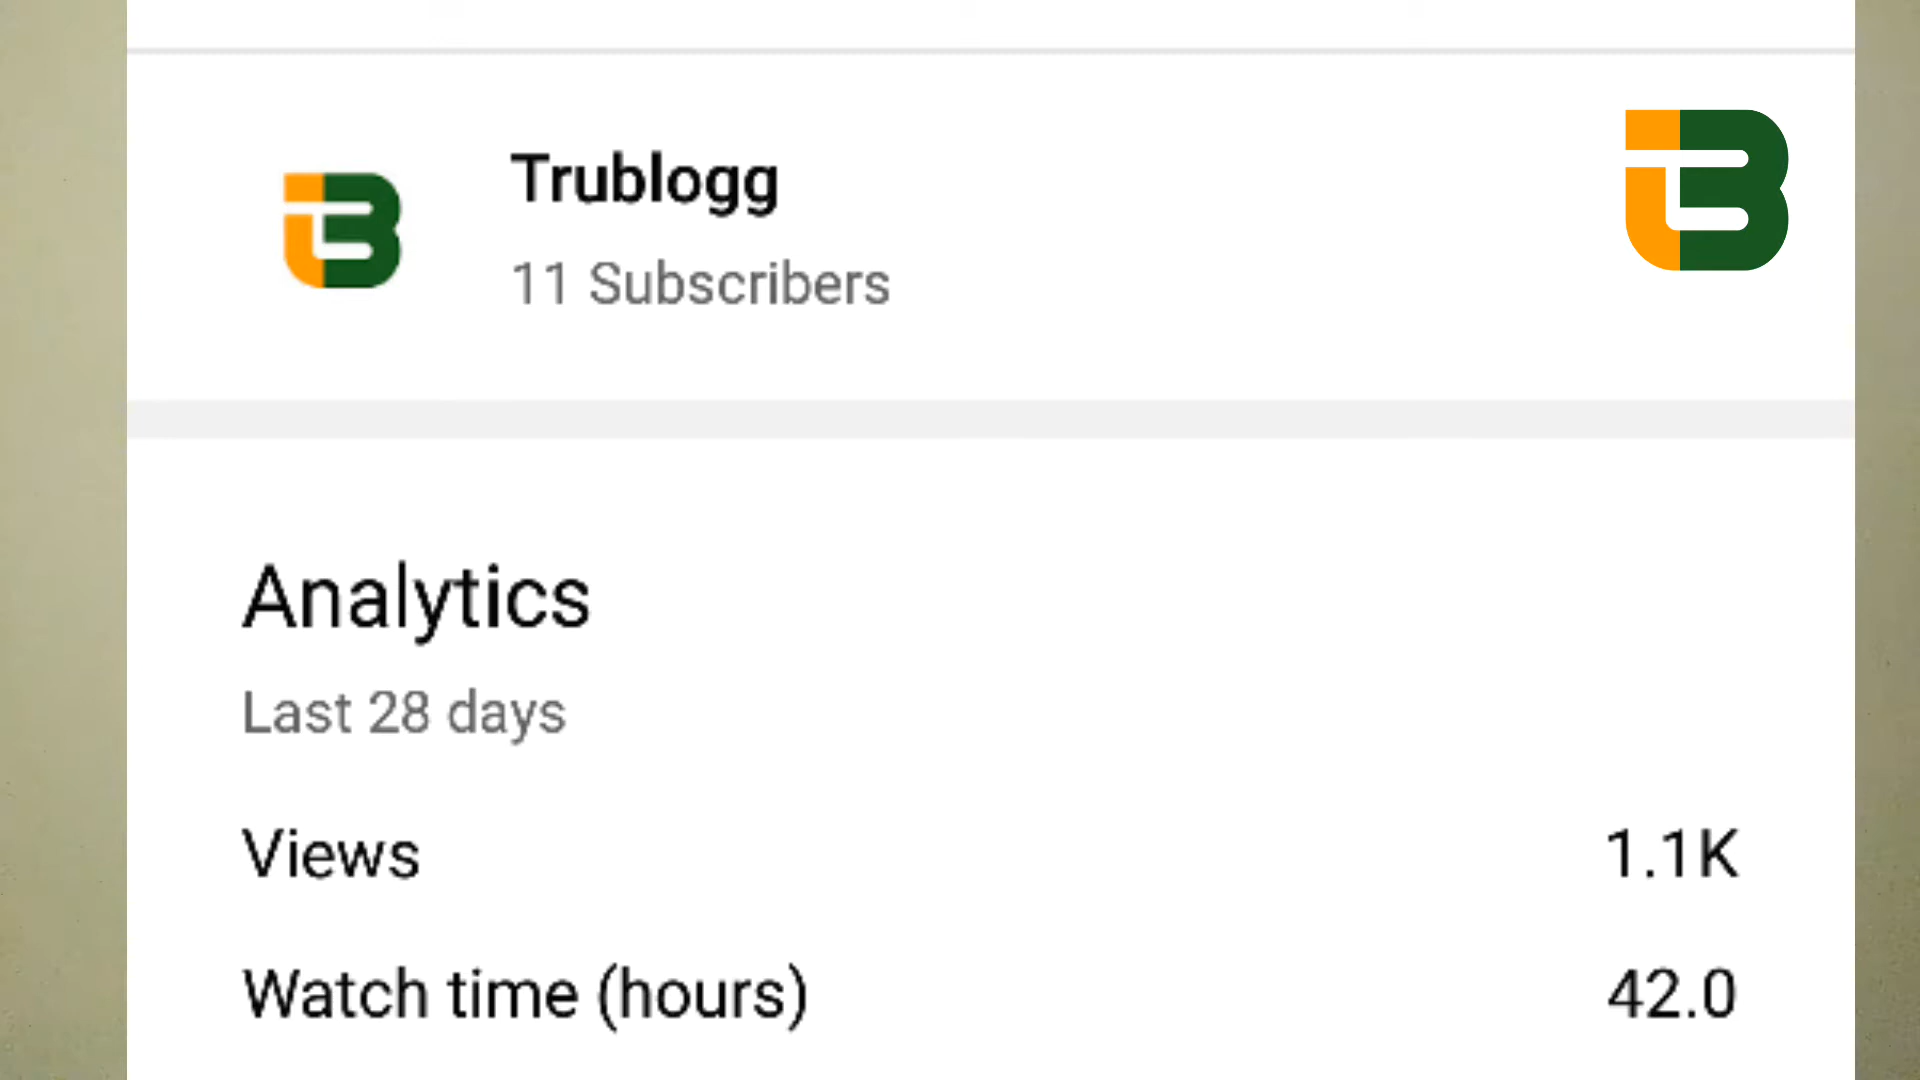 Trublogg
11 Subscribers
Analytics
Last 28 days
Views 1.1K
Watch time (hours) 42.0